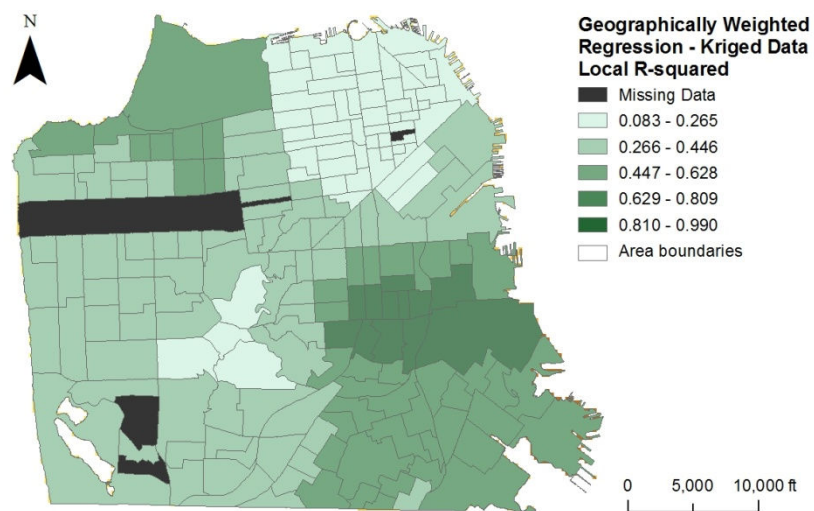 N
Geographically Weighted
Regression - Kriged Data
Local R-squared
Missing Data
0.083 - 0.265
0.266 - 0.446
0.447 - 0.628
0.629 - 0.809
0.810 - 0.990
Area boundaries
0 5,000 10,000 ft